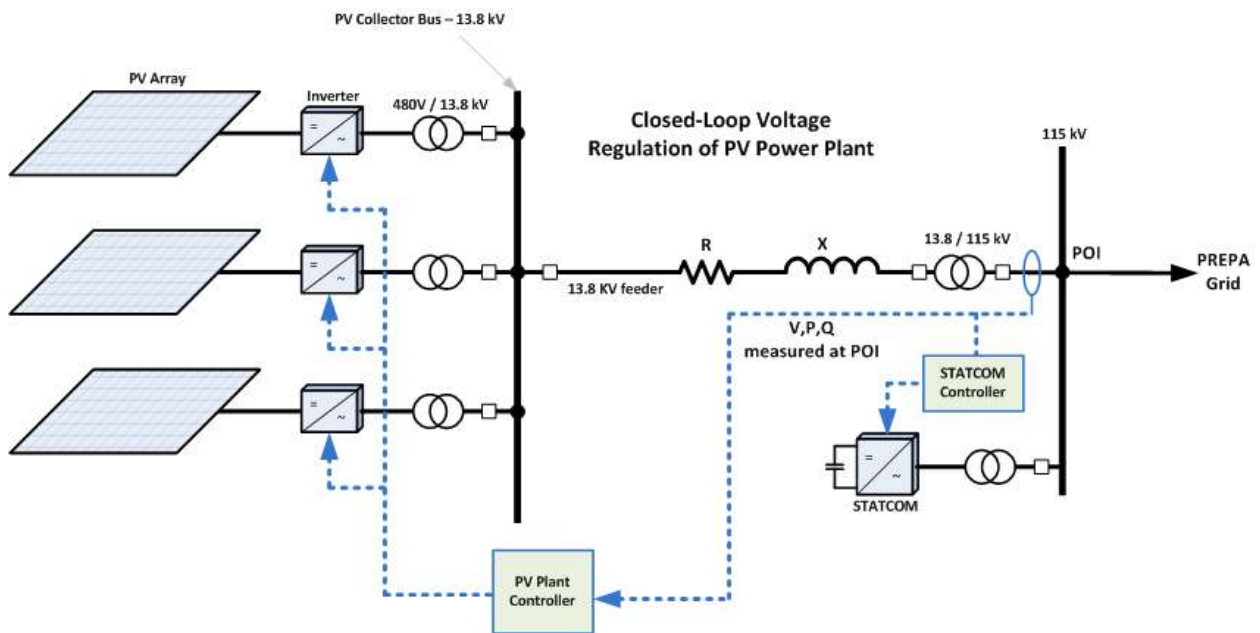 PV Collector Bus – 13.8 kV
PV Array
Inverter
480V / 13.8 kV
Closed-Loop Voltage
Regulation of PV Power Plant
115 kV
=
~
R
X
13.8 / 115 kV
POI
PREPA
Grid
=
~
13.8 KV feeder
V,P,Q
measured at POI
STATCOM
Controller
=
~
=
~
STATCOM
PV Plant
Controller